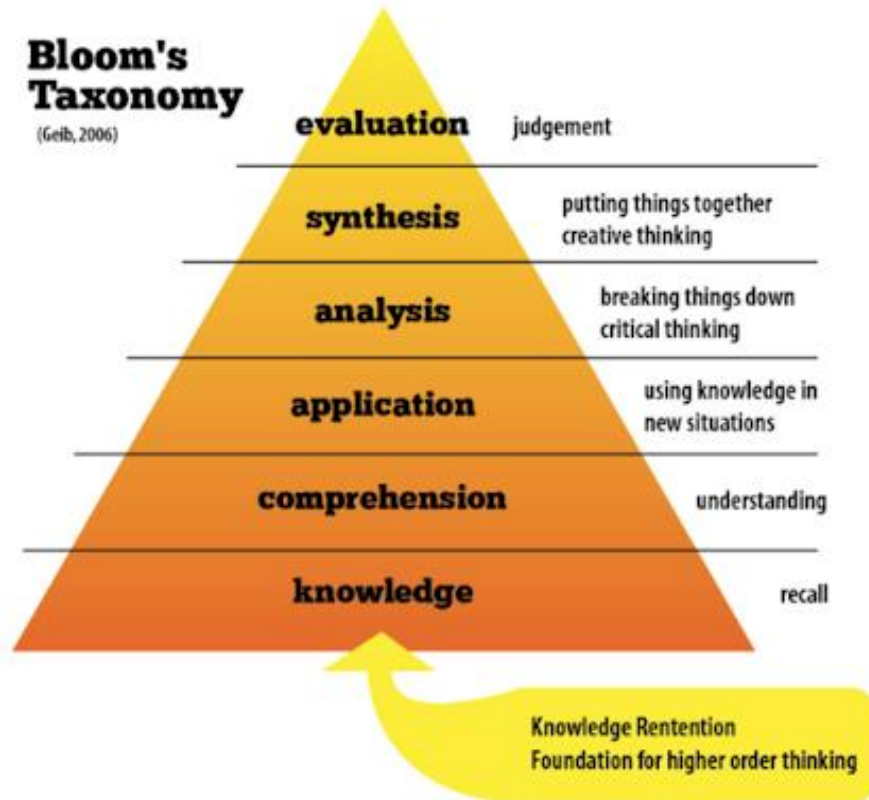 Bloom's
Taxonomy
(Geib, 2006)
evaluation
judgement
synthesis
putting things together
creative thinking
analysis
breaking things down
critical thinking
application
using knowledge in
new situations
comprehension
understanding
knowledge
recall
Knowledge Rentention
Foundation for higher order thinking